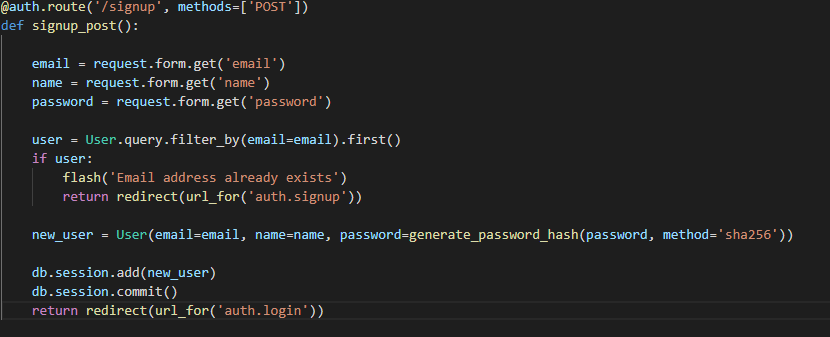 @auth.route('/signup', methods=['POST'])
def signup_post():
    email = request.form.get('email')
    name = request.form.get('name')
    password = request.form.get('password')
    user = User.query.filter_by(email=email).first()
    if user:
        flash('Email address already exists')
        return redirect(url_for('auth.signup'))
    new_user = User(email=email, name=name, password=generate_password_hash(password, method='sha256'))
    db.session.add(new_user)
    db.session.commit()
    return redirect(url_for('auth.login'))